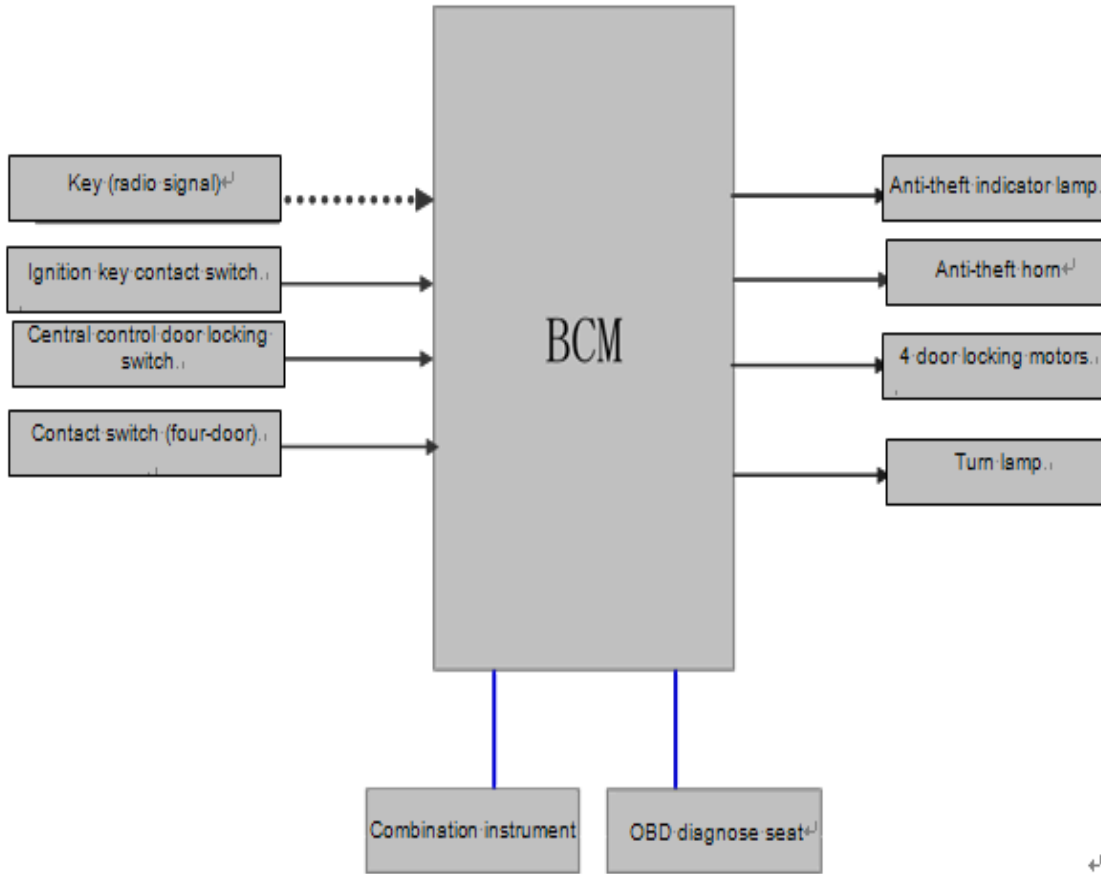 Key (radio signal)
Ignition key contact switch.
Central control door locking
switch.
Contact switch (four-door).
BCM
Anti-theft indicator lamp.
Anti-theft horn
4 door locking motors.
Turn lamp.
Combination instrument
OBD diagnose seat